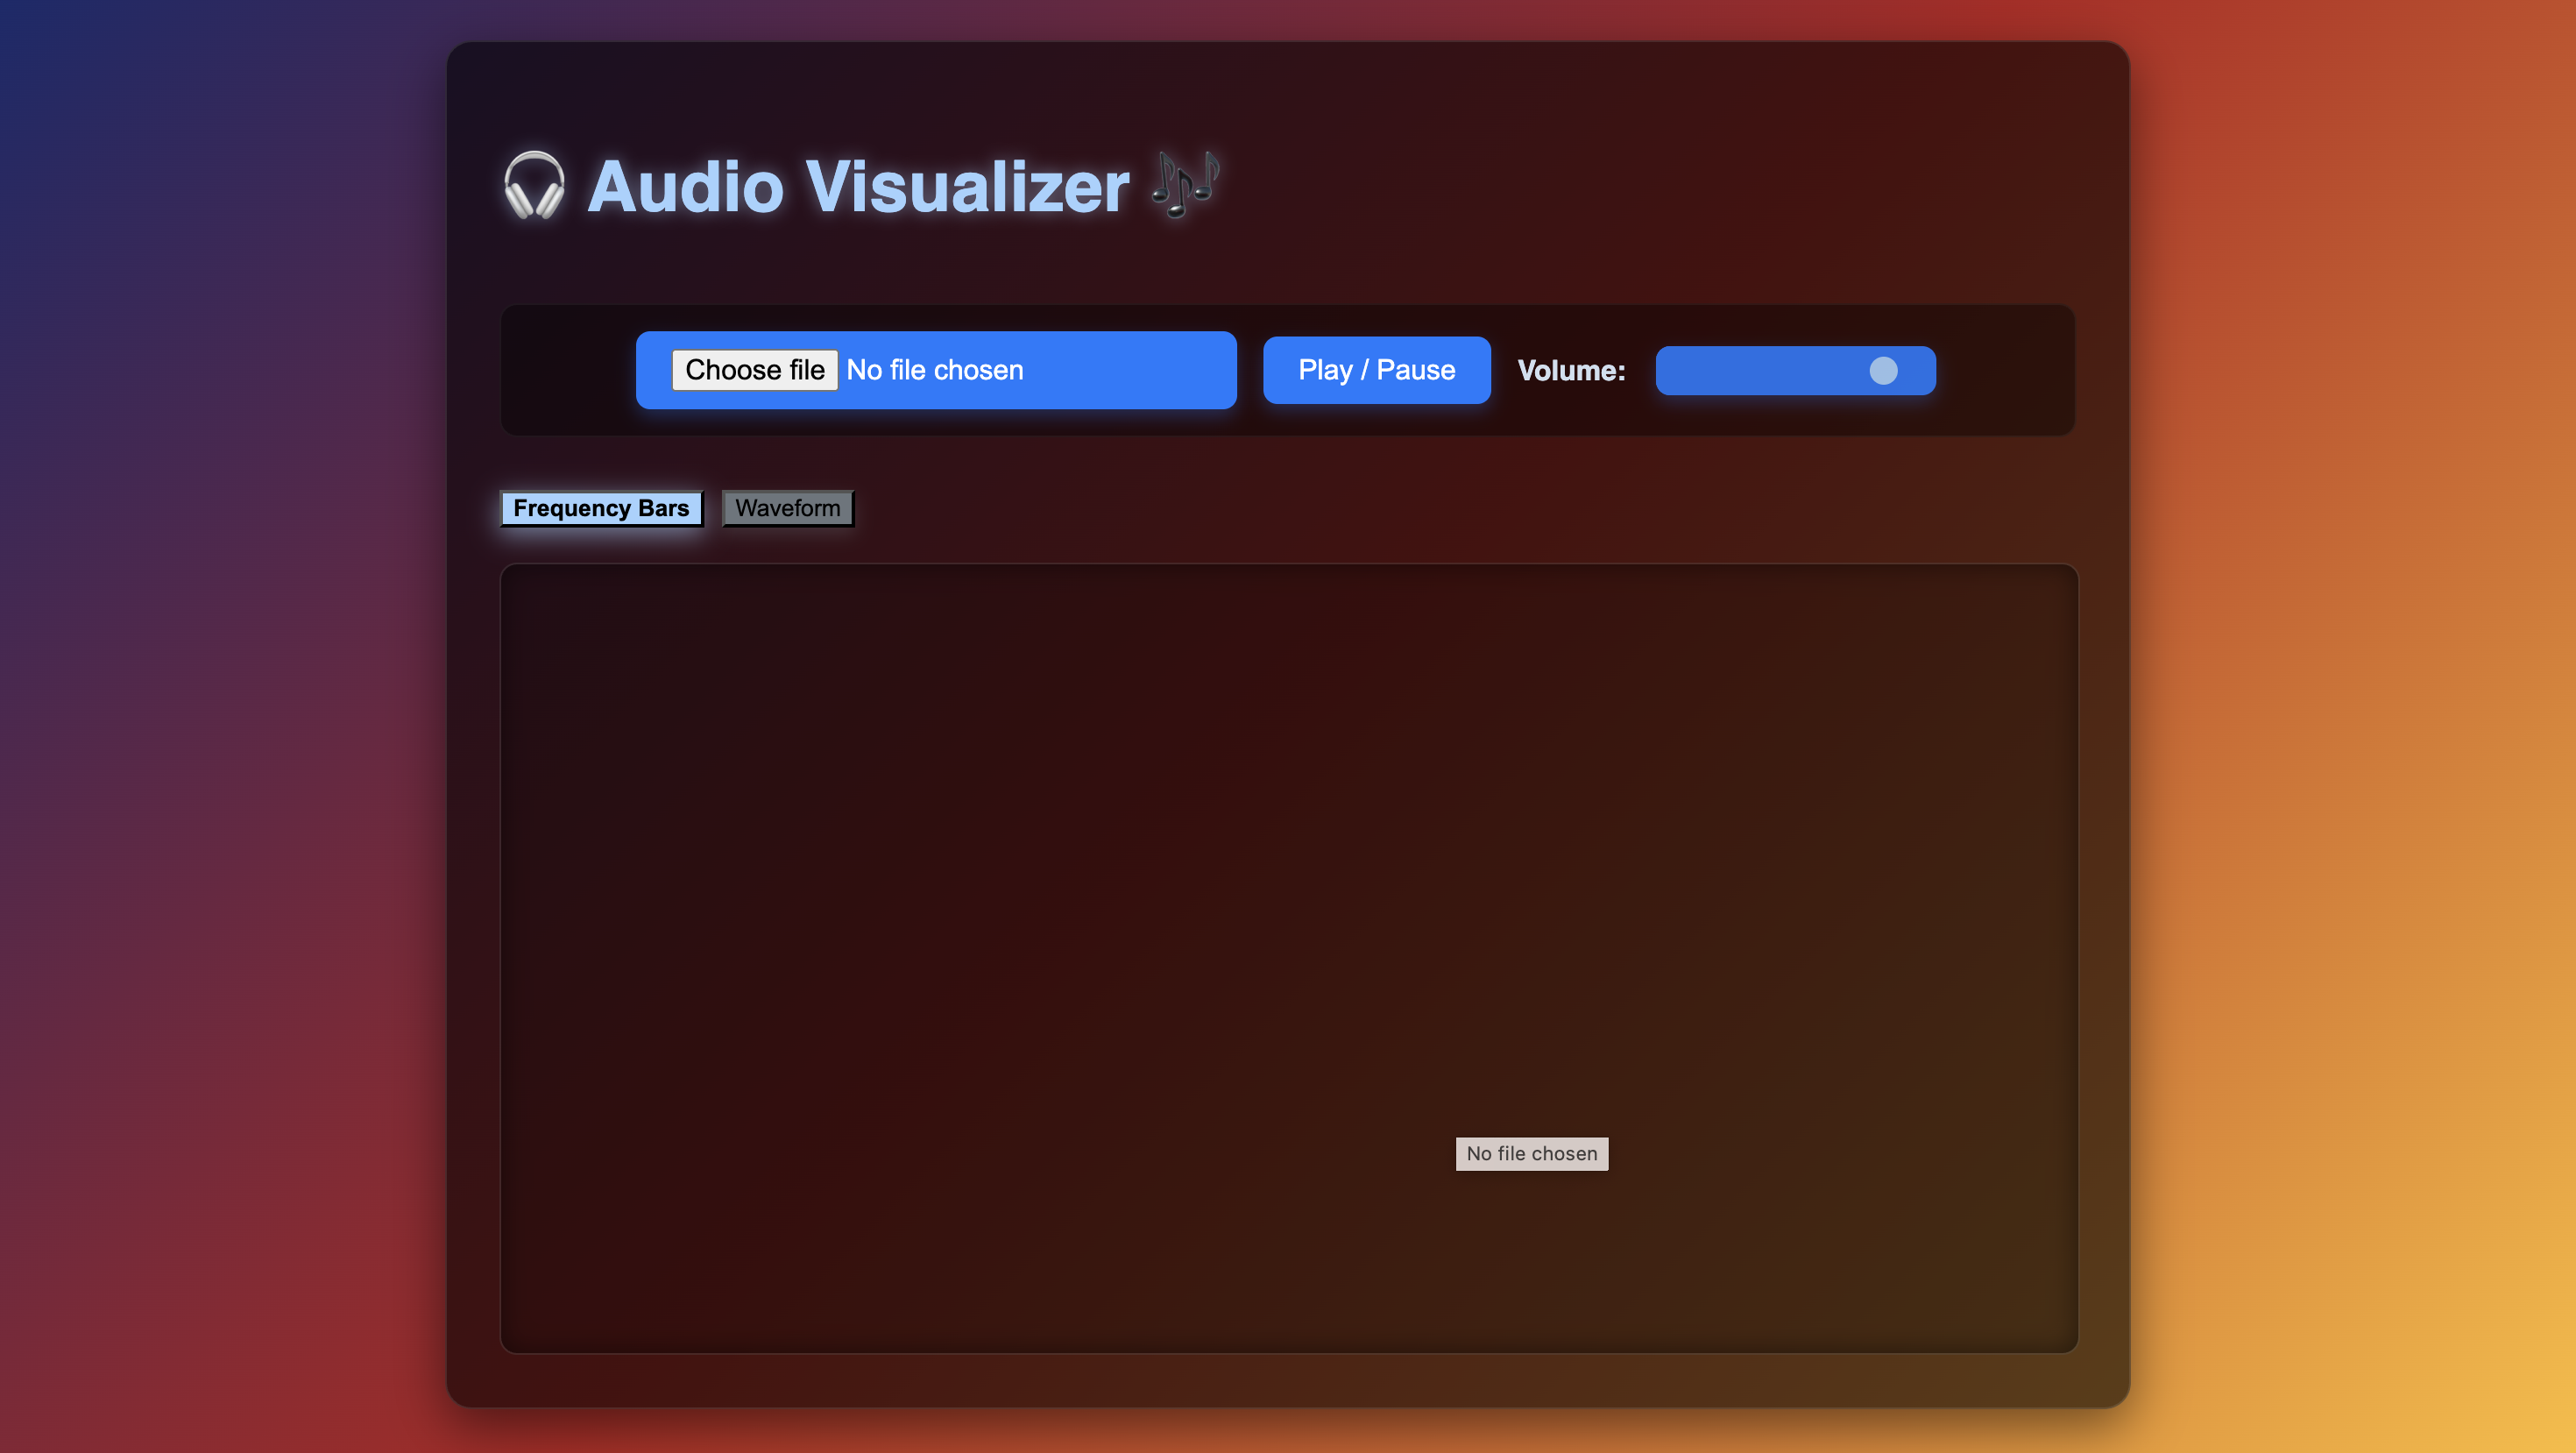 🎧 Audio Visualizer 🎶
Choose file No file chosen Play / Pause Volume:
Frequency Bars Waveform
No file chosen